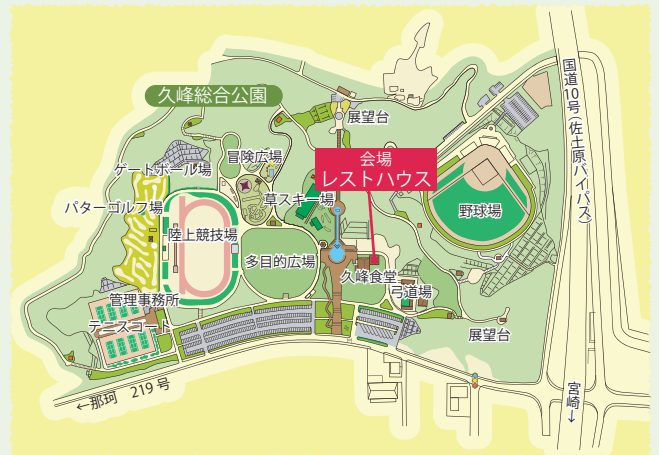 久峰総合公園
展望台
国道10号(佐土原バイパス)
会場
レストハウス
冒険広場
ゲートボール場
草スキー場
パターゴルフ場
野球場
陸上競技場
多目的広場
久峰食堂
弓道場
管理事務所
テニスコート
展望台
←那珂 219号
宮崎→